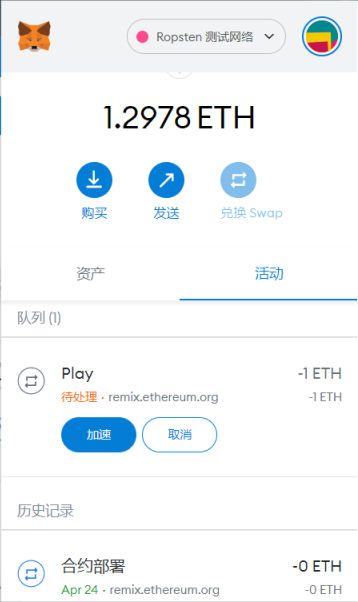 Ropsten 测试网络
1.2978 ETH
购买 发送 兑换 Swap
资产 活动
队列 (1)
Play -1 ETH
待处理 · remix.ethereum.org -1 ETH
加速 取消
历史记录
合约部署 -0 ETH
Apr 24 · remix.ethereum.org -0 ETH